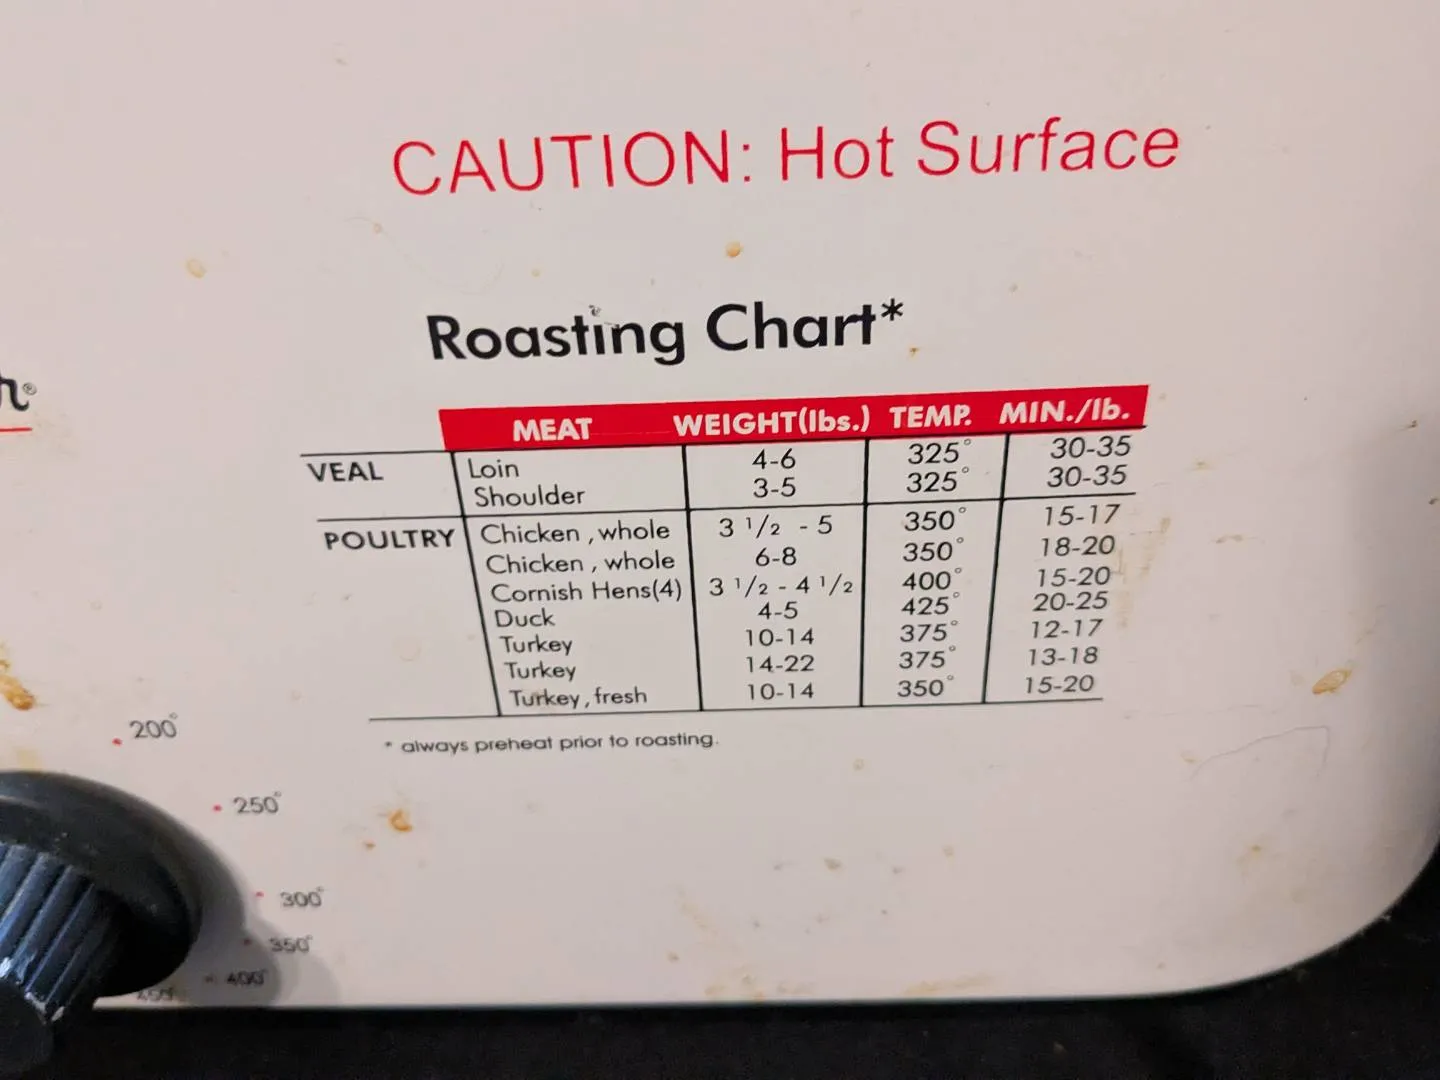 CAUTION: Hot Surface
Roasting Chart*
MEAT WEIGHT(lbs.) TEMP. MIN./lb.
VEAL Loin 4-6 325° 30-35
Shoulder 3-5 325° 30-35
POULTRY Chicken , whole 3 1/2 - 5 350° 15-17
Chicken , whole 6-8 350° 18-20
Cornish Hens(4) 3 1/2 - 4 1/2 400° 15-20
Duck 4-5 425° 20-25
Turkey 10-14 375° 12-17
Turkey 14-22 375° 13-18
Turkey , fresh 10-14 350° 15-20
* always preheat prior to roasting.
200°
250°
300°
350°
400°
450°